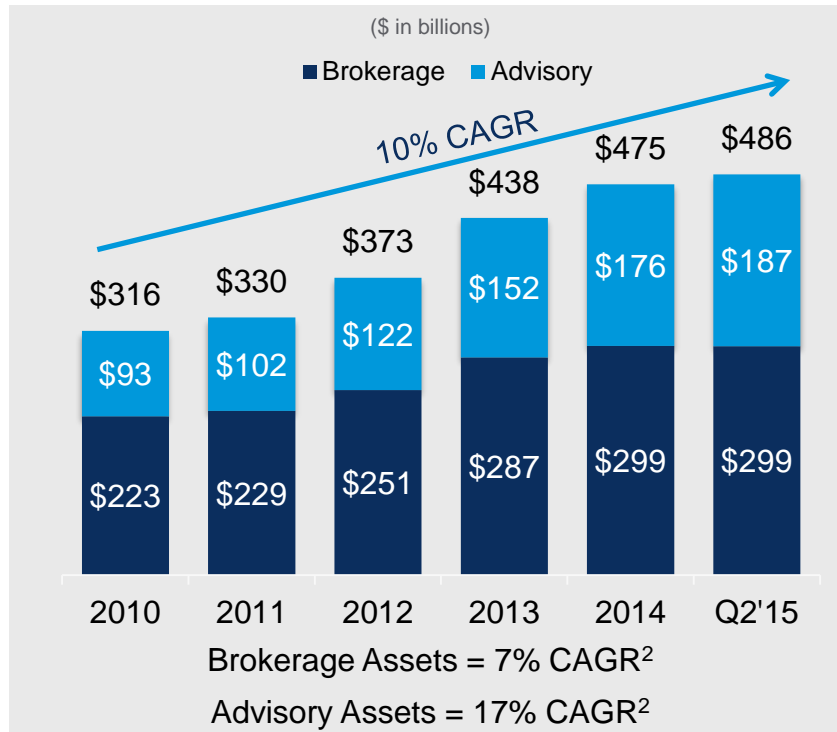 ($ in billions)
Brokerage Advisory
10% CAGR
$316 $330 $373 $438 $475 $486
$93 $102 $122 $152 $176 $187
$223 $229 $251 $287 $299 $299
2010 2011 2012 2013 2014 Q2'15
Brokerage Assets = 7% CAGR²
Advisory Assets = 17% CAGR²